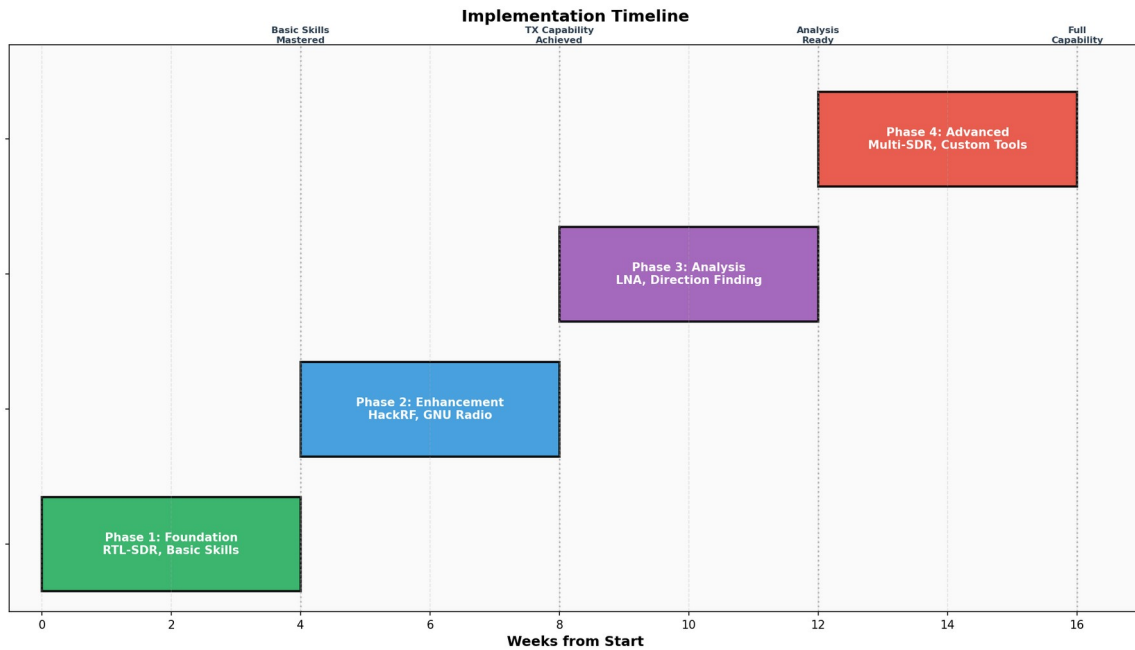 Implementation Timeline
Basic Skills
Mastered
TX Capability
Achieved
Analysis
Ready
Full
Capability
Phase 4: Advanced
Multi-SDR, Custom Tools
Phase 3: Analysis
LNA, Direction Finding
Phase 2: Enhancement
HackRF, GNU Radio
Phase 1: Foundation
RTL-SDR, Basic Skills
0 2 4 6 8 10 12 14 16
Weeks from Start